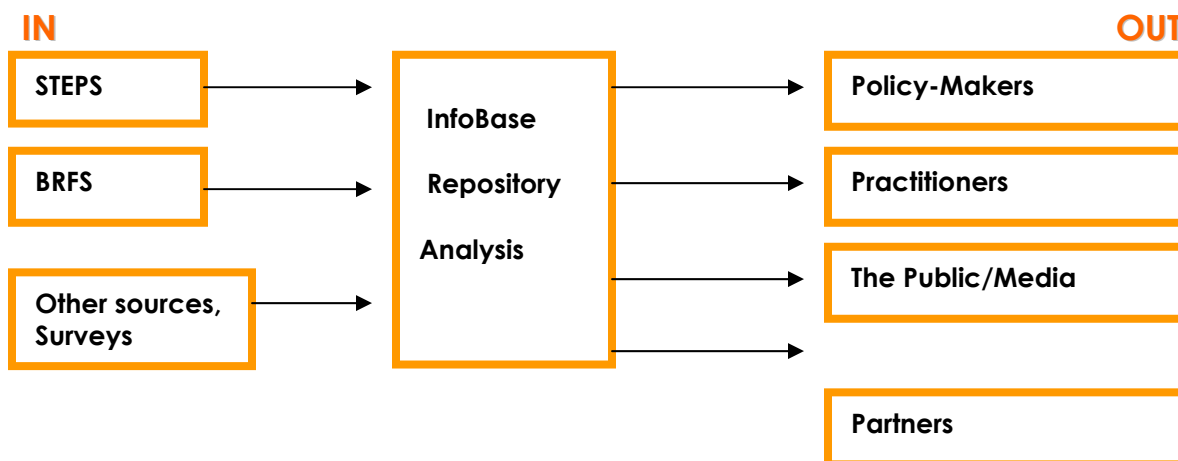 IN
OUT
STEPS
BRFS
Other sources,
Surveys
InfoBase
Repository
Analysis
Policy-Makers
Practitioners
The Public/Media
Partners